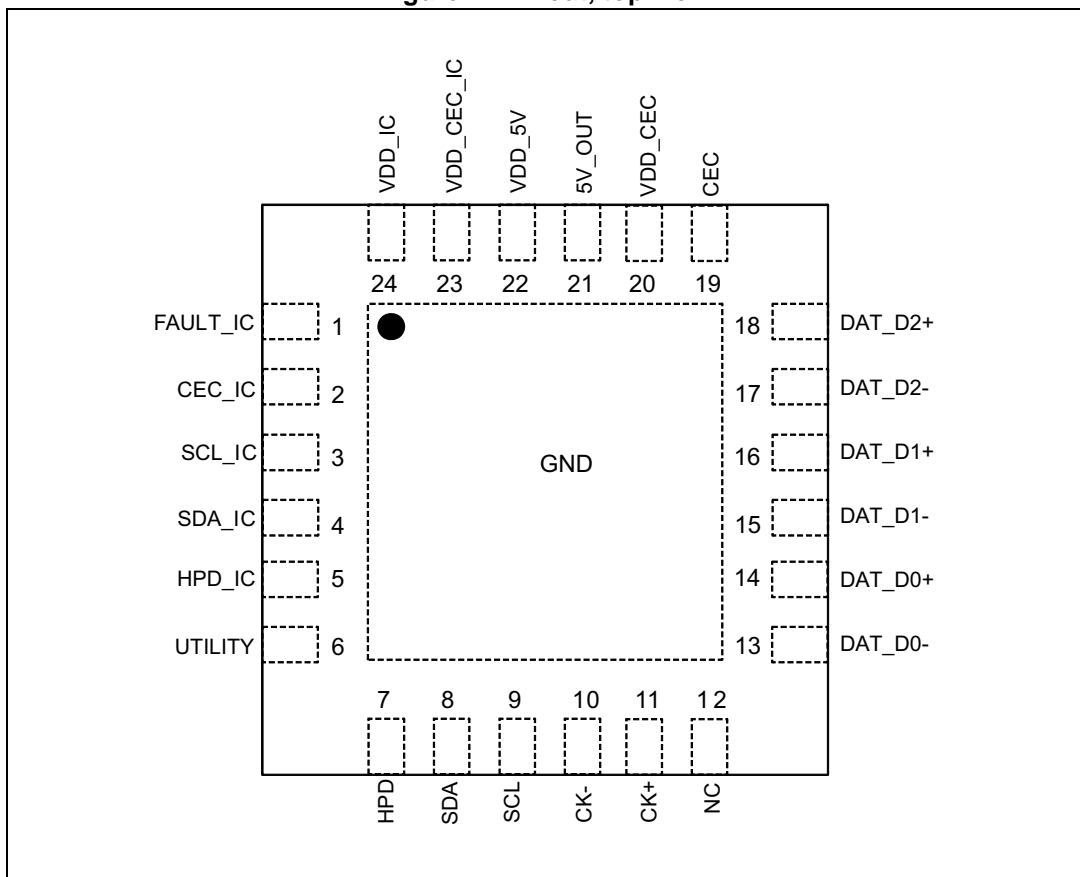 VDD_IC
VDD_CEC_IC
VDD_5V
5V_OUT
VDD_CEC
CEC
24 23 22 21 20 19
FAULT_IC 1
CEC_IC 2
SCL_IC 3
SDA_IC 4
HPD_IC 5
UTILITY 6
GND
18 DAT_D2+
17 DAT_D2-
16 DAT_D1+
15 DAT_D1-
14 DAT_D0+
13 DAT_D0-
7 8 9 10 11 12
HPD
SDA
SCL
CK-
CK+
NC